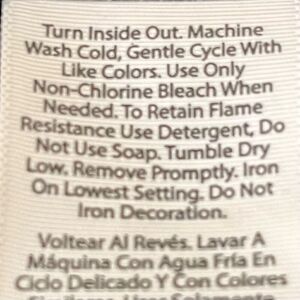 Turn Inside Out. Machine
Wash Cold, Gentle Cycle With
Like Colors. Use Only
Non-Chlorine Bleach When
Needed. To Retain Flame
Resistance Use Detergent, Do
Not Use Soap. Tumble Dry
Low. Remove Promptly. Iron
On Lowest Setting. Do Not
Iron Decoration.
Voltear Al Revés. Lavar A
Máquina Con Agua Fría En
Ciclo Delicado Y Con Colores